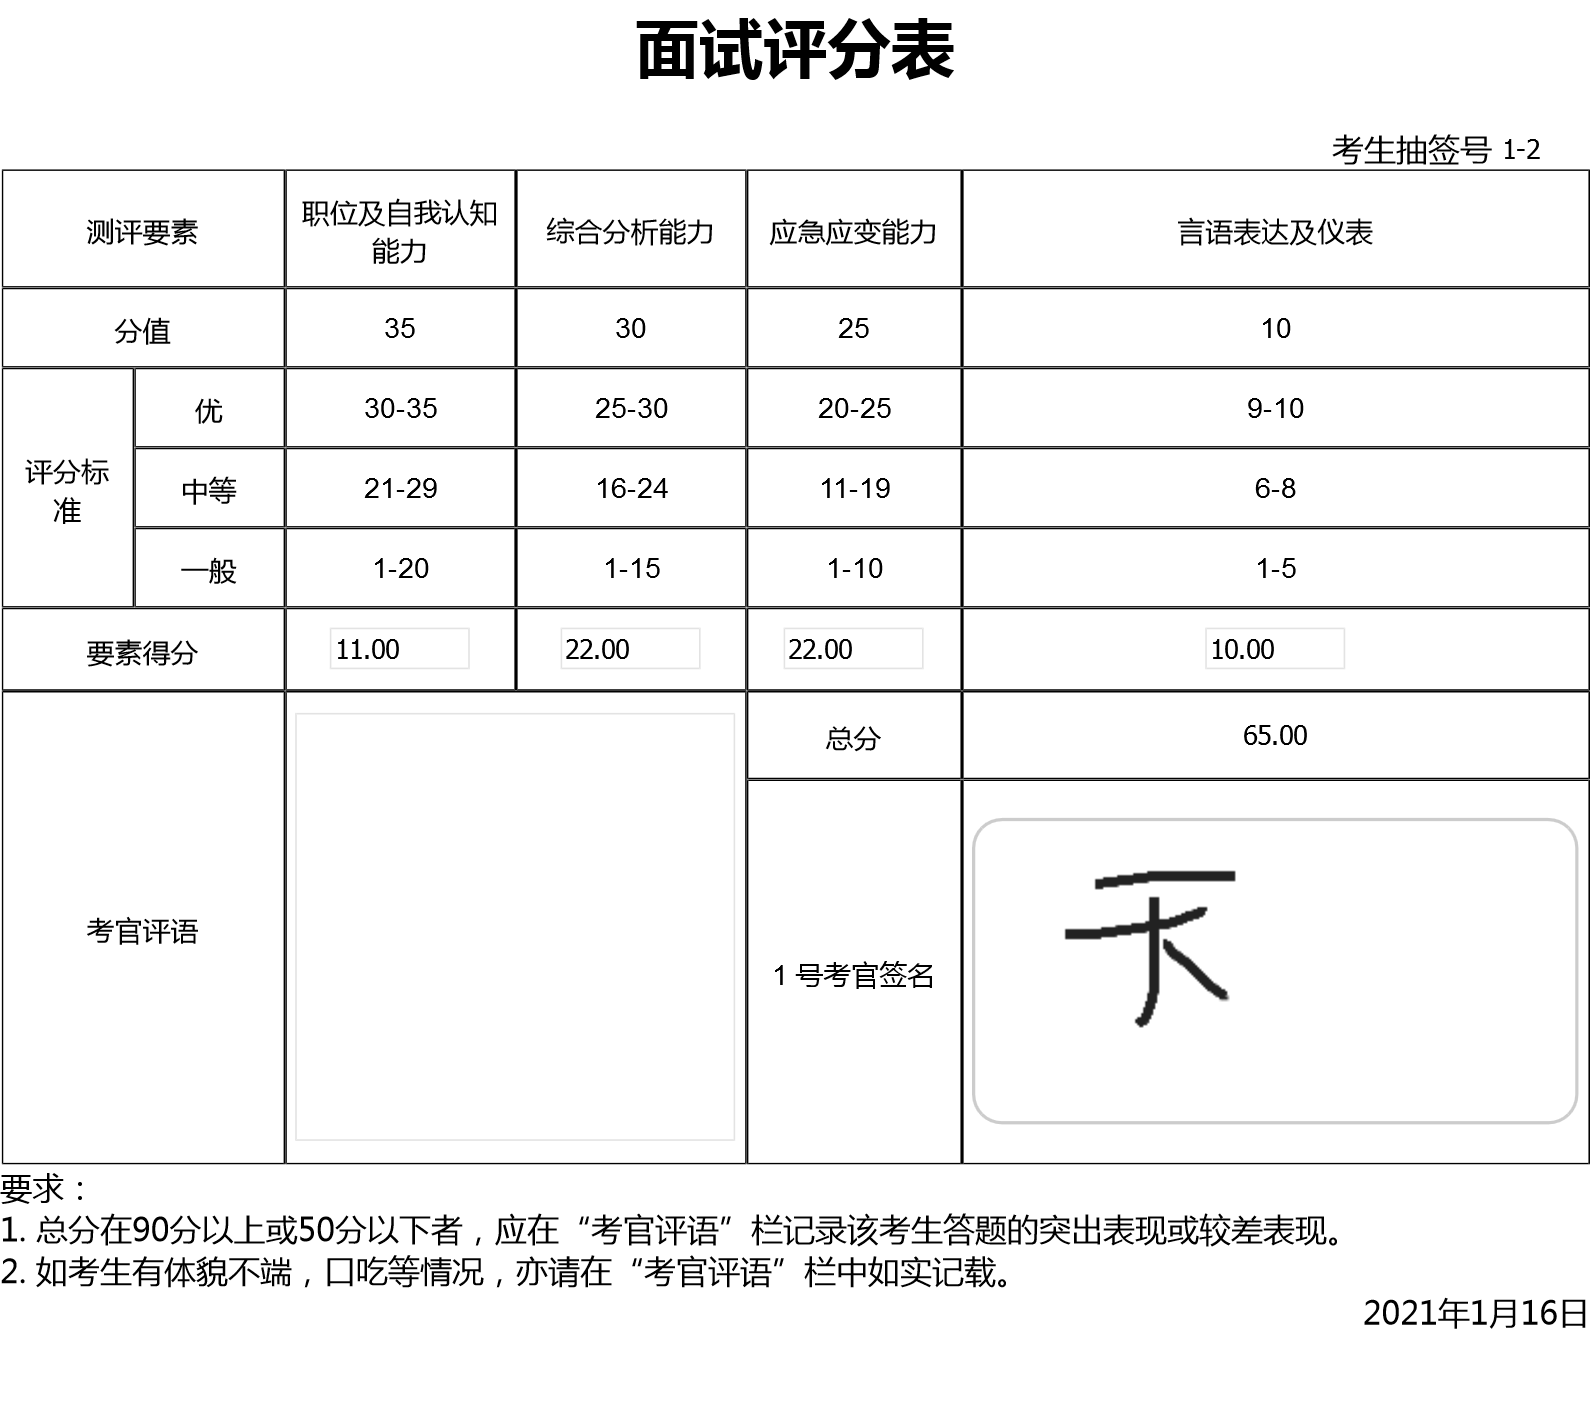 面试评分表
考生抽签号 1-2
测评要素 职位及自我认知能力 综合分析能力 应急应变能力 言语表达及仪表
分值 35 30 25 10
评分标准 优 30-35 25-30 20-25 9-10
中等 21-29 16-24 11-19 6-8
一般 1-20 1-15 1-10 1-5
要素得分 11.00 22.00 22.00 10.00
考官评语 总分 65.00
1 号考官签名
要求：
1. 总分在90分以上或50分以下者，应在“考官评语”栏记录该考生答题的突出表现或较差表现。
2. 如考生有体貌不端，口吃等情况，亦请在“考官评语”栏中如实记载。
2021年1月16日